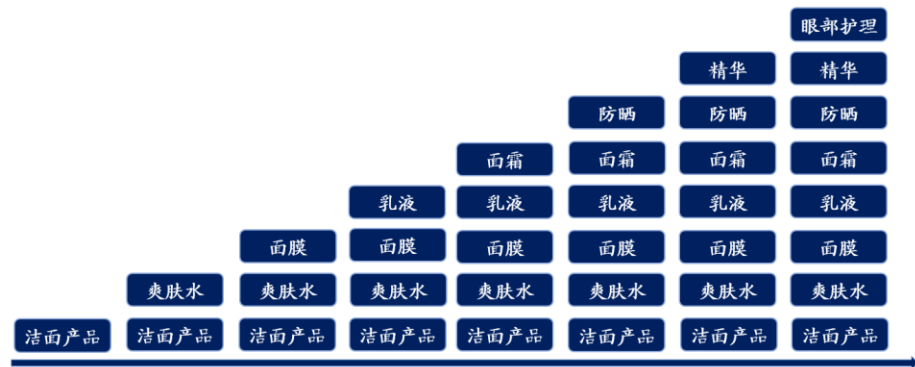 眼部护理
精华 精华
防晒 防晒 防晒
面霜 面霜 面霜 面霜
乳液 乳液 乳液 乳液 乳液
面膜 面膜 面膜 面膜 面膜 面膜
爽肤水 爽肤水 爽肤水 爽肤水 爽肤水 爽肤水 爽肤水
洁面产品 洁面产品 洁面产品 洁面产品 洁面产品 洁面产品 洁面产品 洁面产品